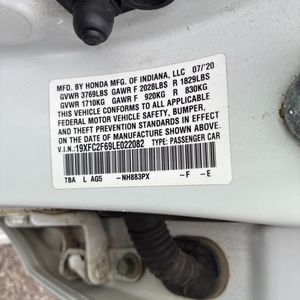 MFD. BY HONDA MFG. OF INDIANA, LLC 07/'20
GVWR 3769LBS GAWR F 2028LBS R 1829LBS
GVWR 1710KG GAWR F 920KG R 830KG
THIS VEHICLE CONFORMS TO ALL APPLICABLE
FEDERAL MOTOR VEHICLE SAFETY, BUMPER,
AND THEFT PREVENTION STANDARDS IN EFFECT
ON THE DATE OF MANUFACTURE SHOWN ABOVE.
V.I.N.: 19XFC2F69LE022082 TYPE: PASSENGER CAR
TBA L AG5 -NH883PX -F -E